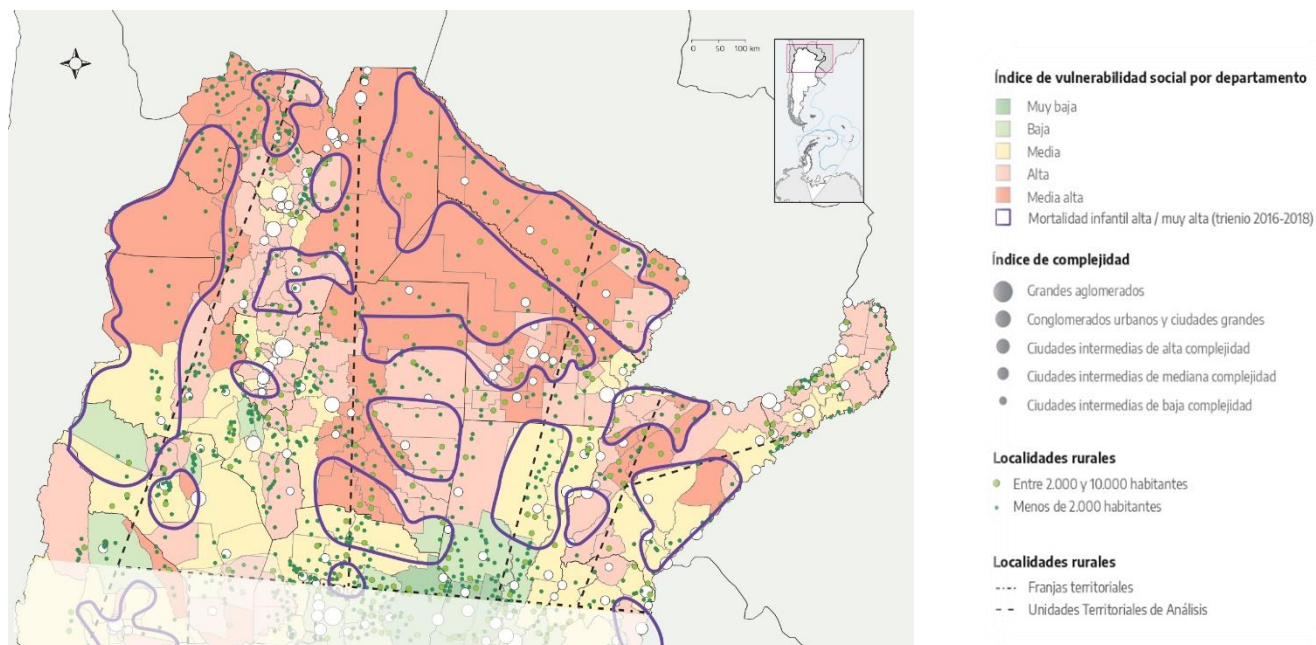 0 50 100 km
Índice de vulnerabilidad social por departamento
Muy baja
Baja
Media
Alta
Media alta
Mortalidad infantil alta / muy alta (trienio 2016-2018)
Índice de complejidad
Grandes aglomerados
Conglomerados urbanos y ciudades grandes
Ciudades intermedias de alta complejidad
Ciudades intermedias de mediana complejidad
Ciudades intermedias de baja complejidad
Localidades rurales
Entre 2.000 y 10.000 habitantes
Menos de 2.000 habitantes
Localidades rurales
Franjas territoriales
Unidades Territoriales de Análisis